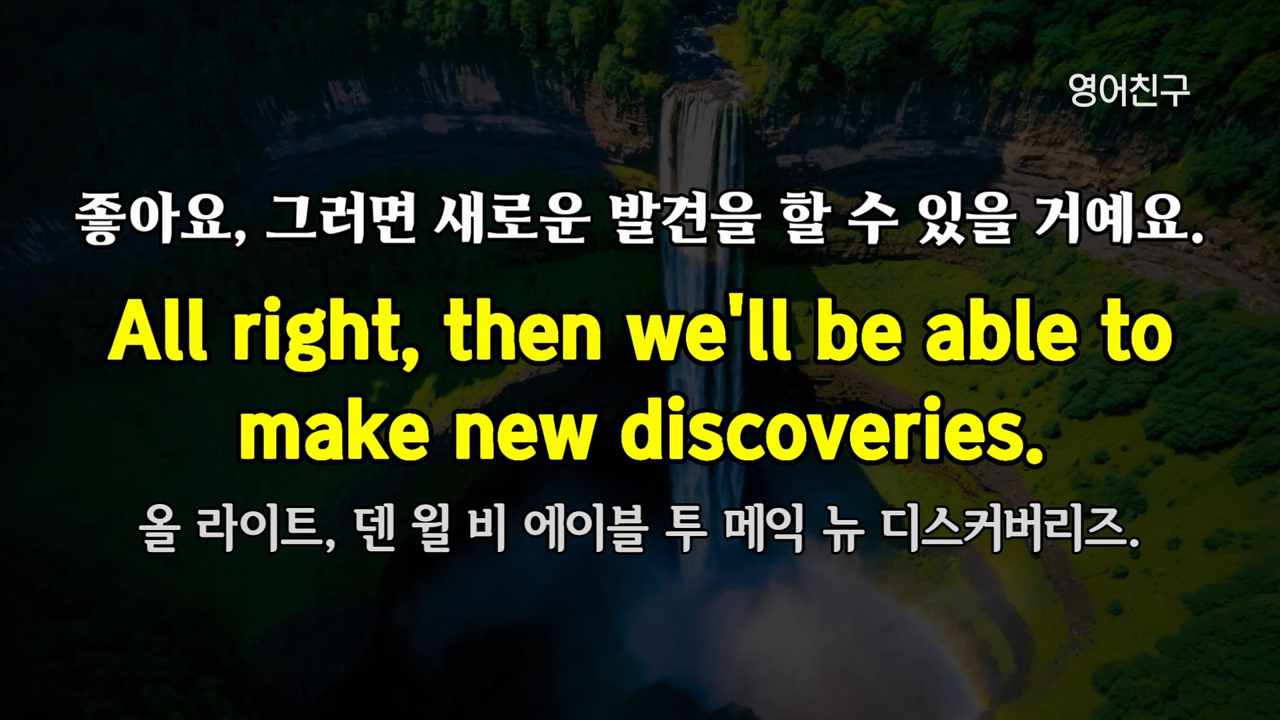 영어친구
좋아요, 그러면 새로운 발견을 할 수 있을 거예요.
All right, then we'll be able to
make new discoveries.
올 라이트, 덴 윌 비 에이블 투 메익 뉴 디스커버리즈.